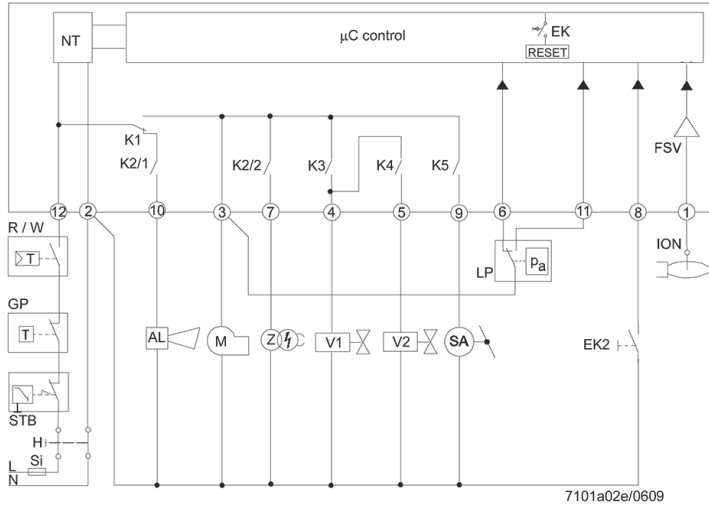 NT
μC control
EK
RESET
K1
K2/1
K2/2
K3
K4
K5
FSV
12
2
10
3
7
4
5
9
6
11
8
1
R / W
T
LP
pa
ION
GP
T
AL
M
Z
V1
V2
SA
EK2
STB
H
Si
L
N
7101a02e/0609